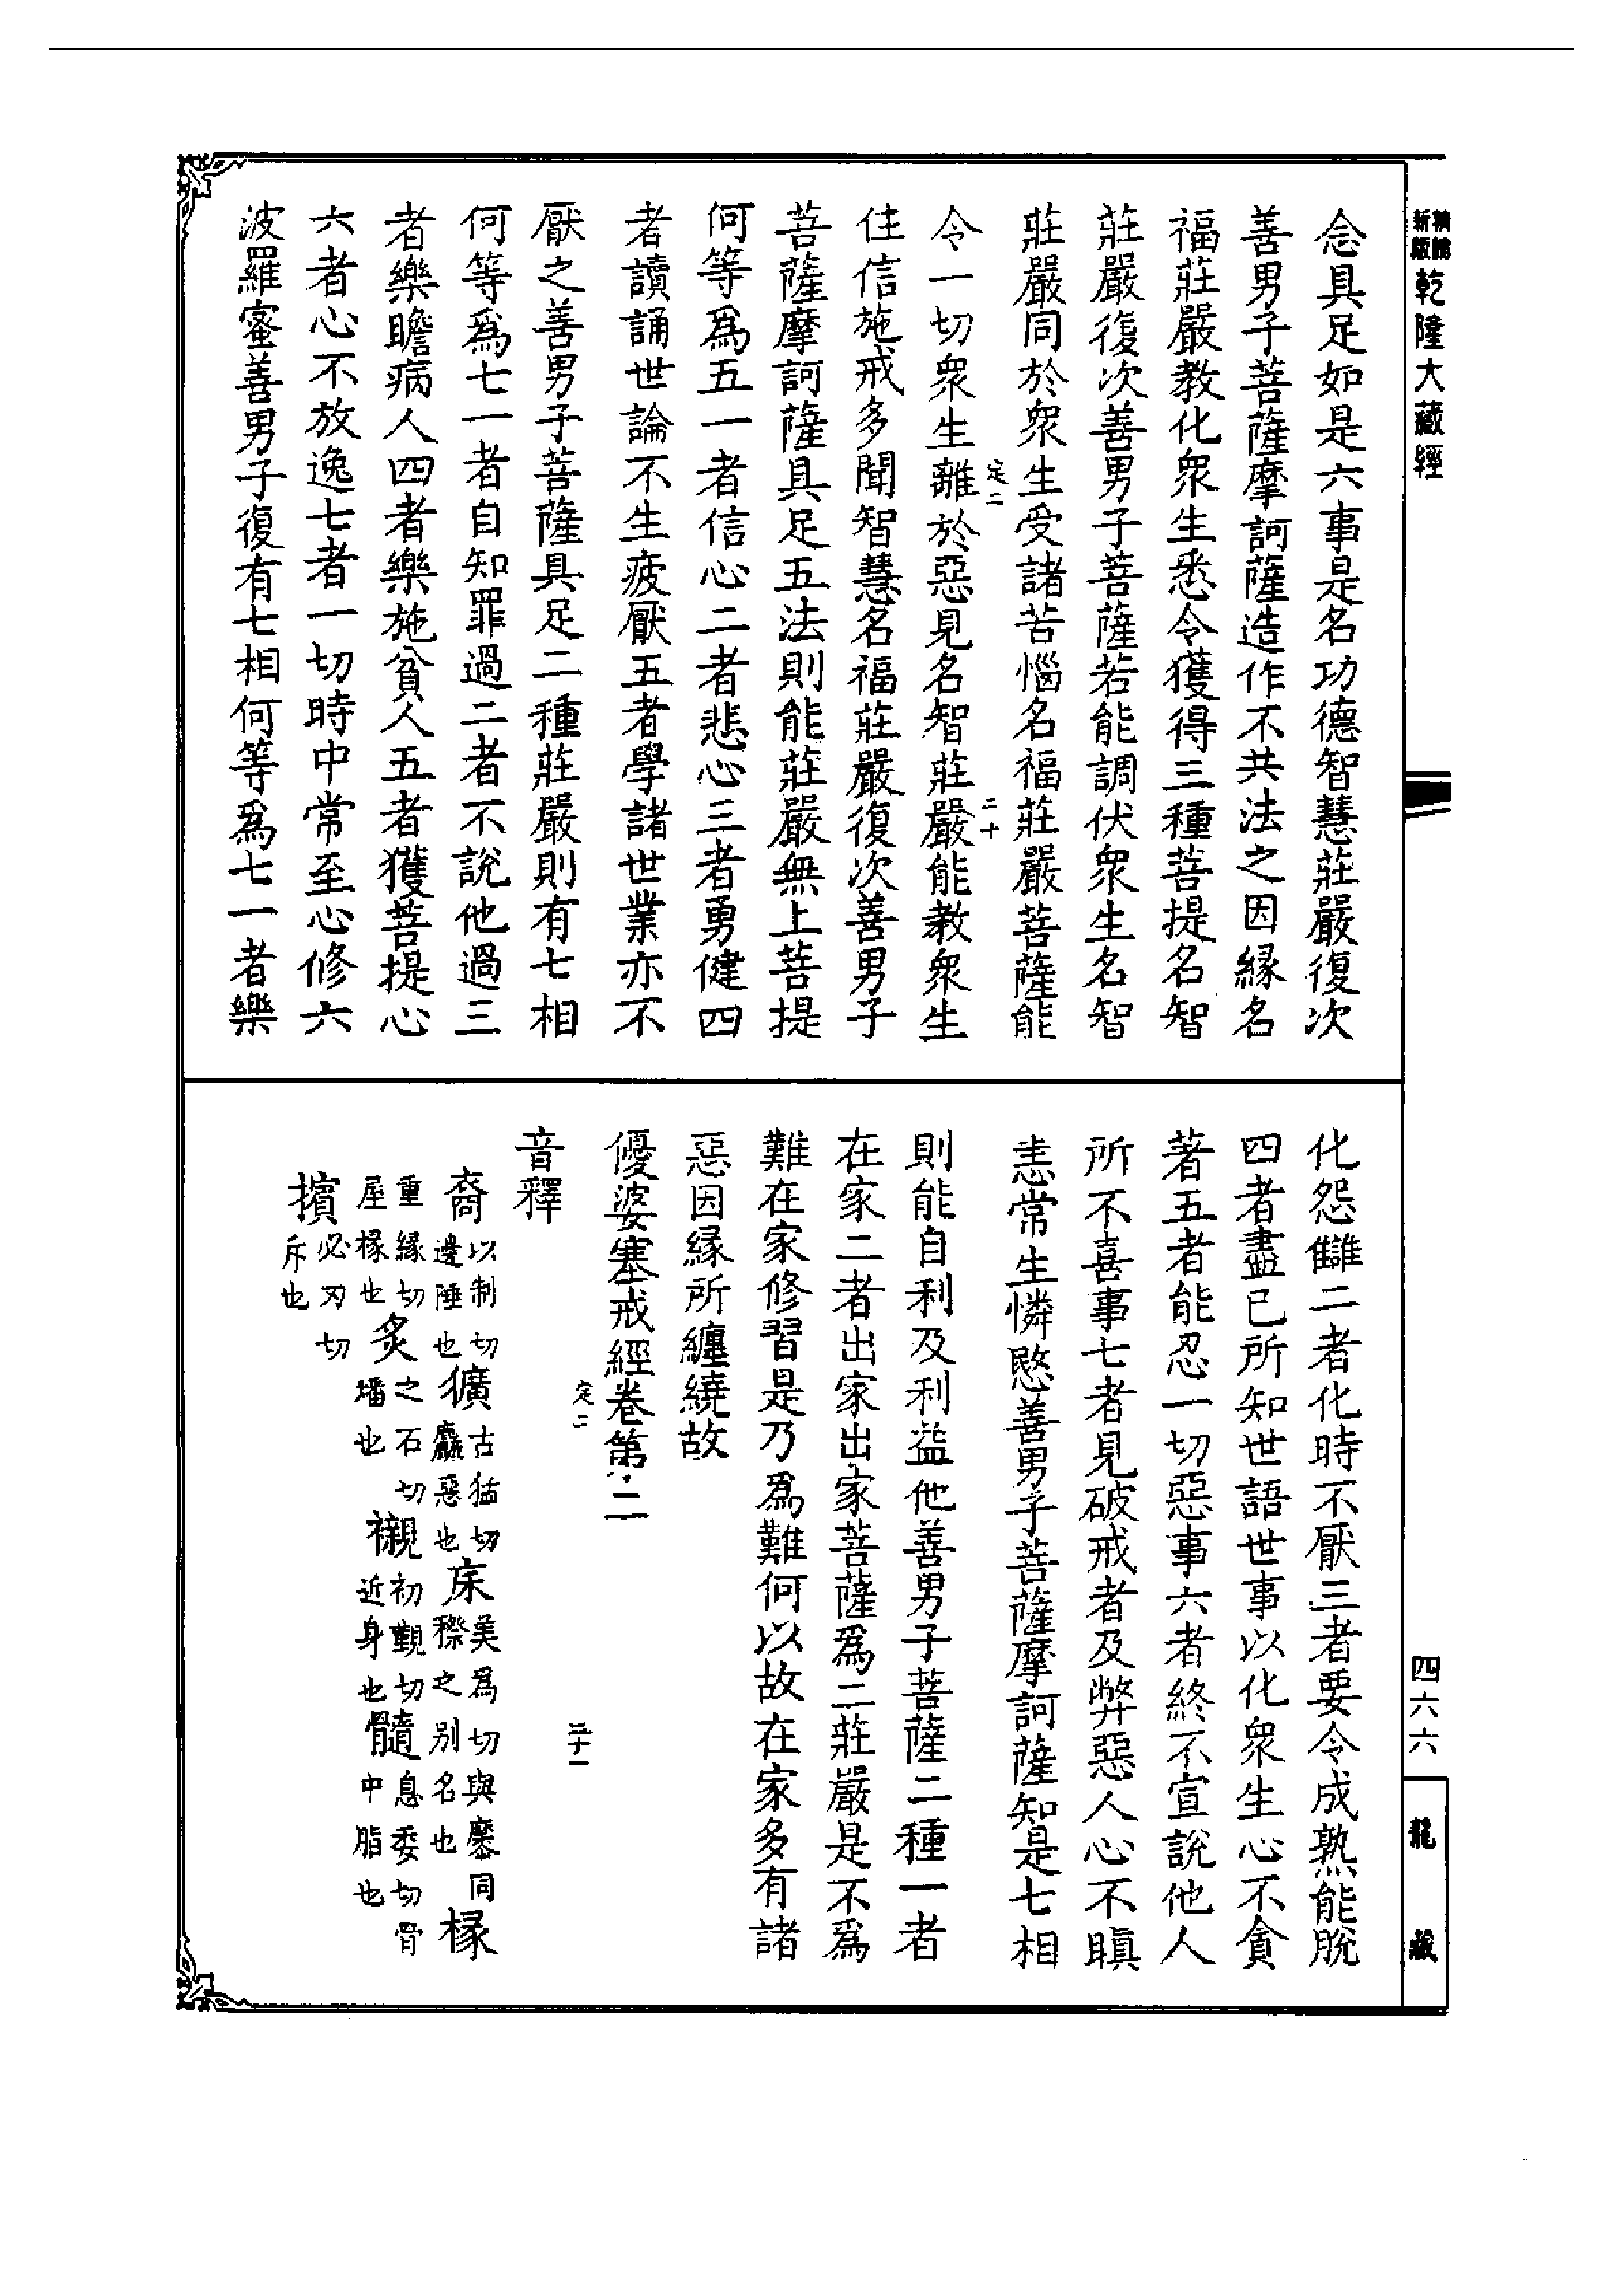 新版
精體
乾隆大藏經
四六六
龍藏
念具足如是六事是名功德智慧莊嚴復次
善男子菩薩摩訶薩造作不共法之因緣名
福莊嚴教化衆生悉令獲得三種菩提名智
莊嚴復次善男子菩薩若能調伏衆生名智
莊嚴同於衆生受諸苦惱名福莊嚴菩薩能
定二
二十
令一切衆生離於惡見名智莊嚴能教衆生
住信施戒多聞智慧名福莊嚴復次善男子
菩薩摩訶薩具足五法則能莊嚴無上菩提
何等爲五一者信心二者悲心三者勇健四
者讀誦世論不生疲厭五者學諸世業亦不
厭之善男子菩薩具足二種莊嚴則有七相
何等爲七一者自知罪過二者不說他過三
者樂瞻病人四者樂施貧人五者獲菩提心
六者心不放逸七者一切時中常至心修六
波羅蜜善男子復有七相何等爲七一者樂
化怨讎二者化時不厭三者要令成熟能脫
四者盡已所知世語世事以化衆生心不貪
著五者能忍一切惡事六者終不宣說他人
所不喜事七者見破戒者及弊惡人心不瞋
恚常生憐愍善男子菩薩摩訶薩知是七相
則能自利及利益他善男子菩薩二種一者
在家二者出家出家菩薩爲二莊嚴是不爲
難在家修習是乃爲難何以故在家多有諸
惡因緣所纏繞故
優婆塞戒經卷第二
定二
二十一
音釋
裔以制切邊陲也獷古猛切麤惡也床美爲切與穈同穄之別名也椽
重緣切屋椽也炙之石切燔也襯初覲切近身也髓息委切骨中脂也
擯必刃切斥也